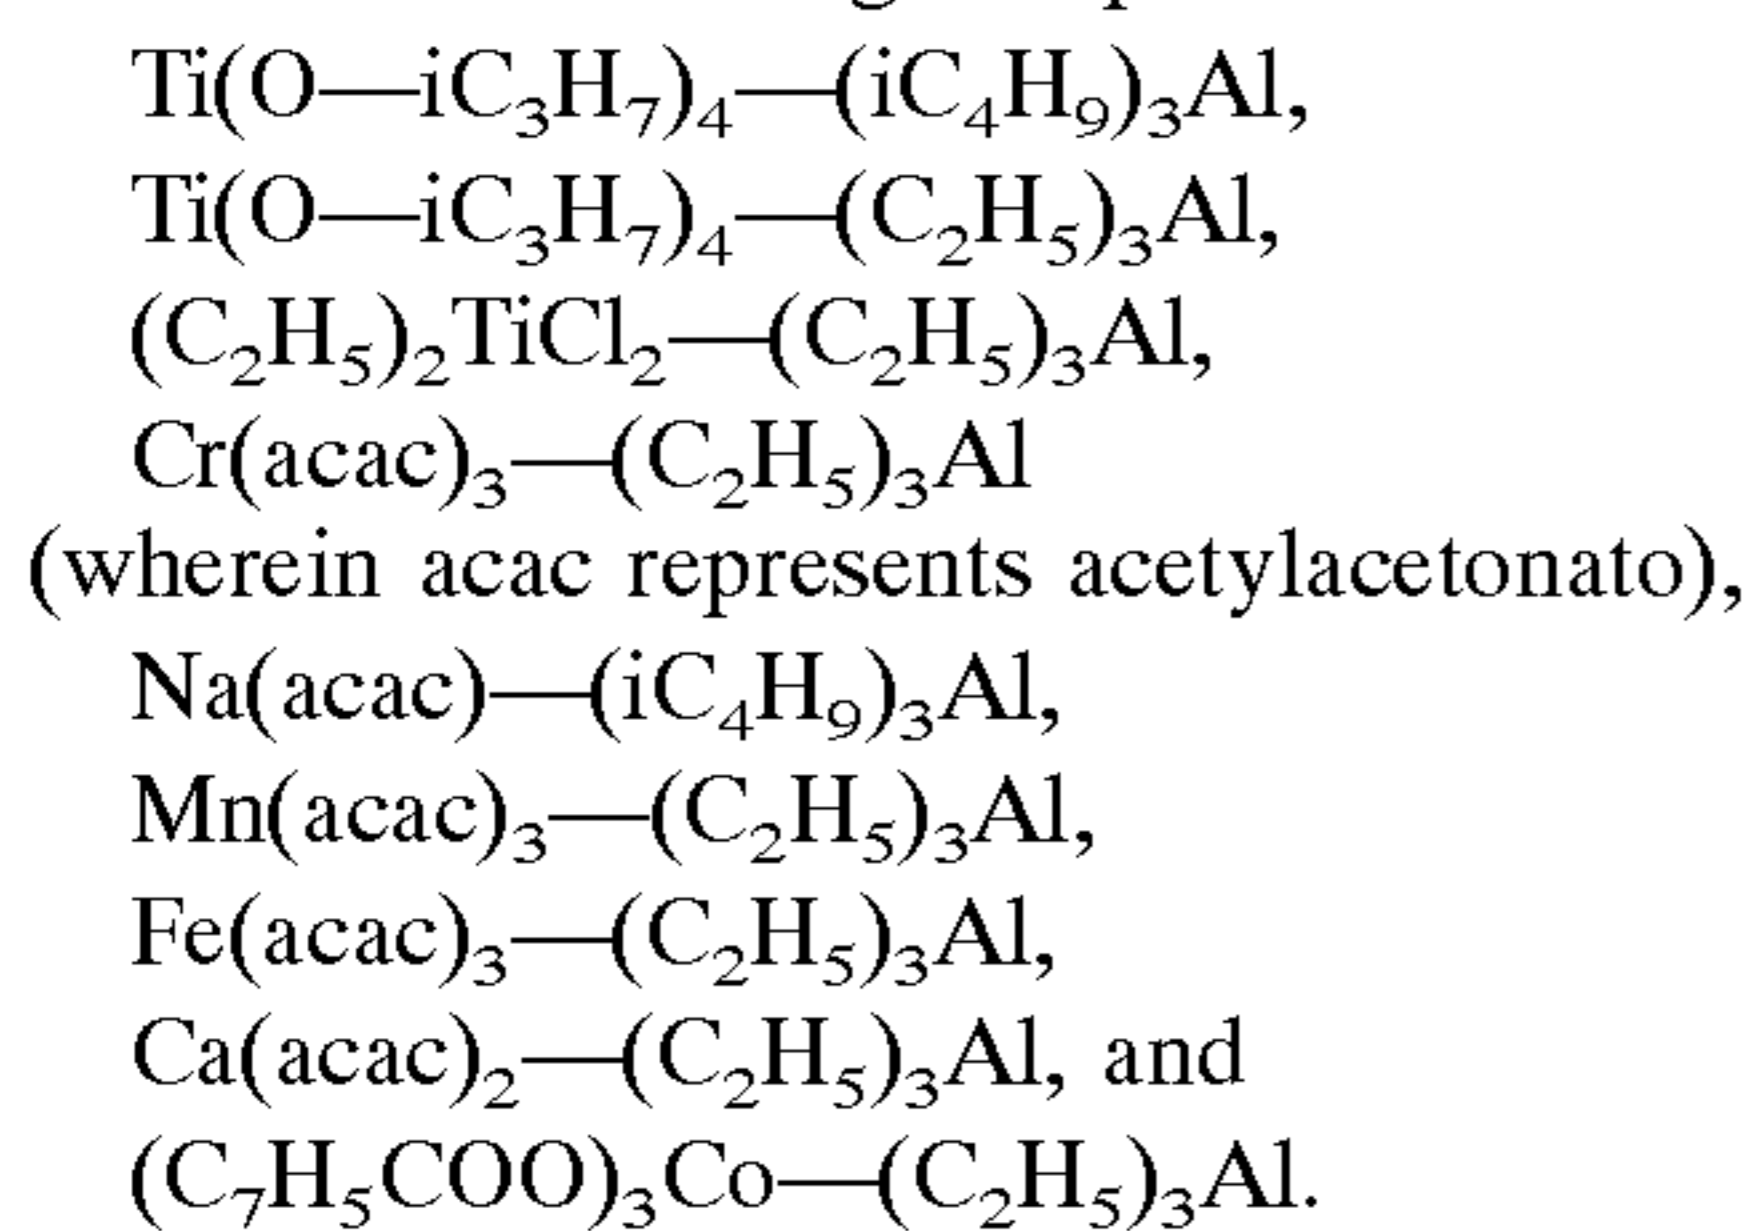 Ti(O—iC₃H₇)₄—(iC₄H₉)₃Al,
Ti(O—iC₃H₇)₄—(C₂H₅)₃Al,
(C₂H₅)₂TiCl₂—(C₂H₅)₃Al,
Cr(acac)₃—(C₂H₅)₃Al
(wherein acac represents acetylacetonato),
Na(acac)—(iC₄H₉)₃Al,
Mn(acac)₃—(C₂H₅)₃Al,
Fe(acac)₃—(C₂H₅)₃Al,
Ca(acac)₂—(C₂H₅)₃Al, and
(C₇H₅COO)₃Co—(C₂H₅)₃Al.